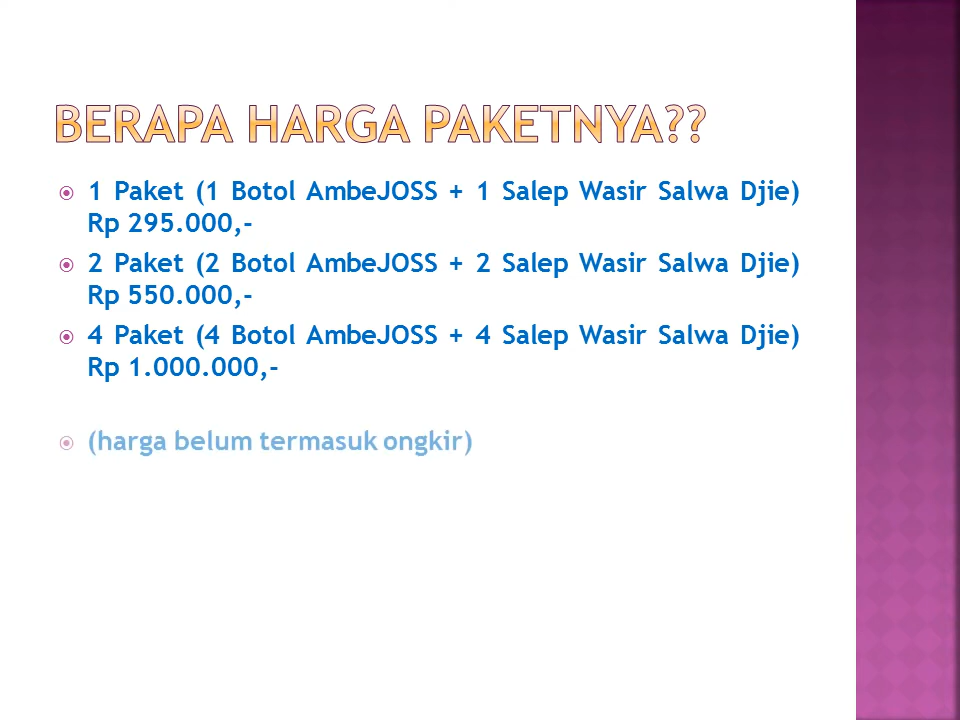 BERAPA HARGA PAKETNYA??
1 Paket (1 Botol AmbeJOSS + 1 Salep Wasir Salwa Djie)
Rp 295.000,-
2 Paket (2 Botol AmbeJOSS + 2 Salep Wasir Salwa Djie)
Rp 550.000,-
4 Paket (4 Botol AmbeJOSS + 4 Salep Wasir Salwa Djie)
Rp 1.000.000,-
(harga belum termasuk ongkir)